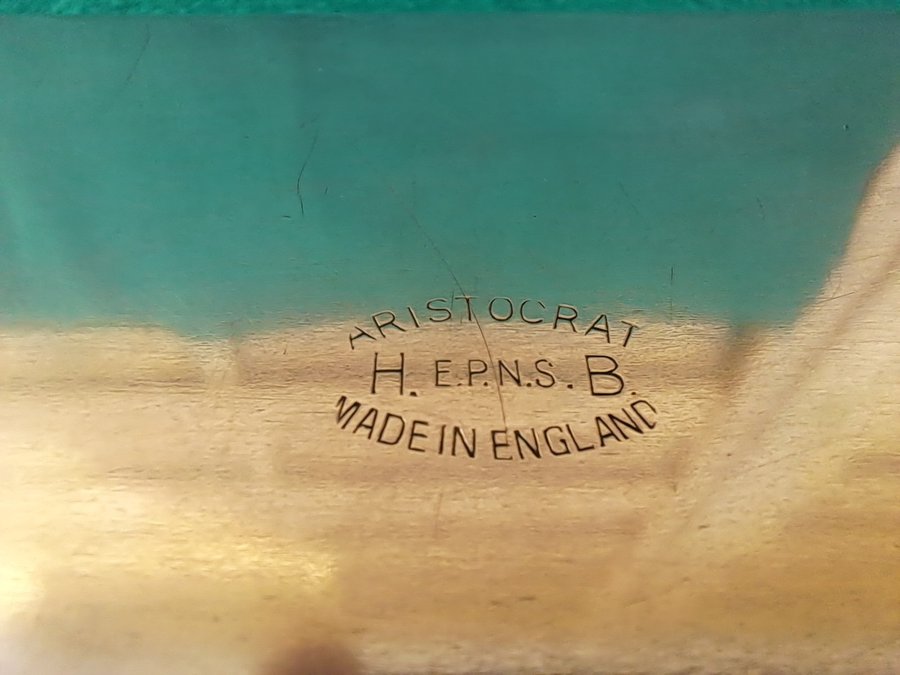 ARISTOCRAT
H. E.P.N.S. B.
MADE IN ENGLAND